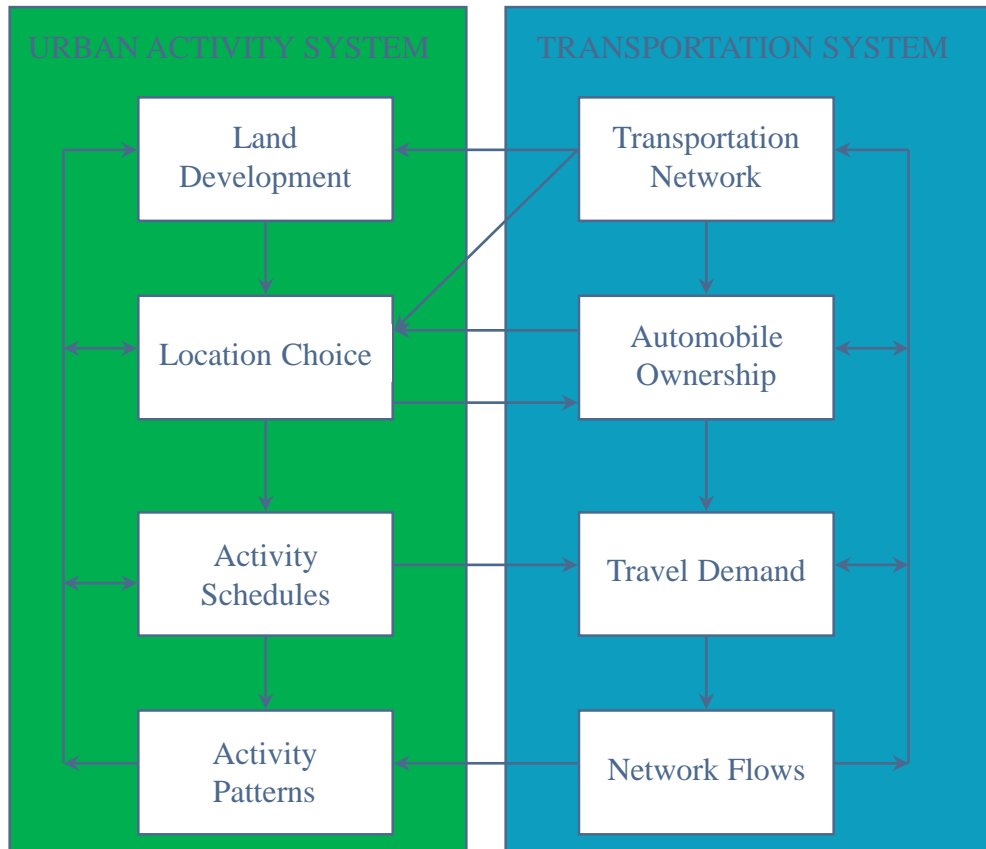 URBAN ACTIVITY SYSTEM
Land
Development
Location Choice
Activity
Schedules
Activity
Patterns
TRANSPORTATION SYSTEM
Transportation
Network
Automobile
Ownership
Travel Demand
Network Flows